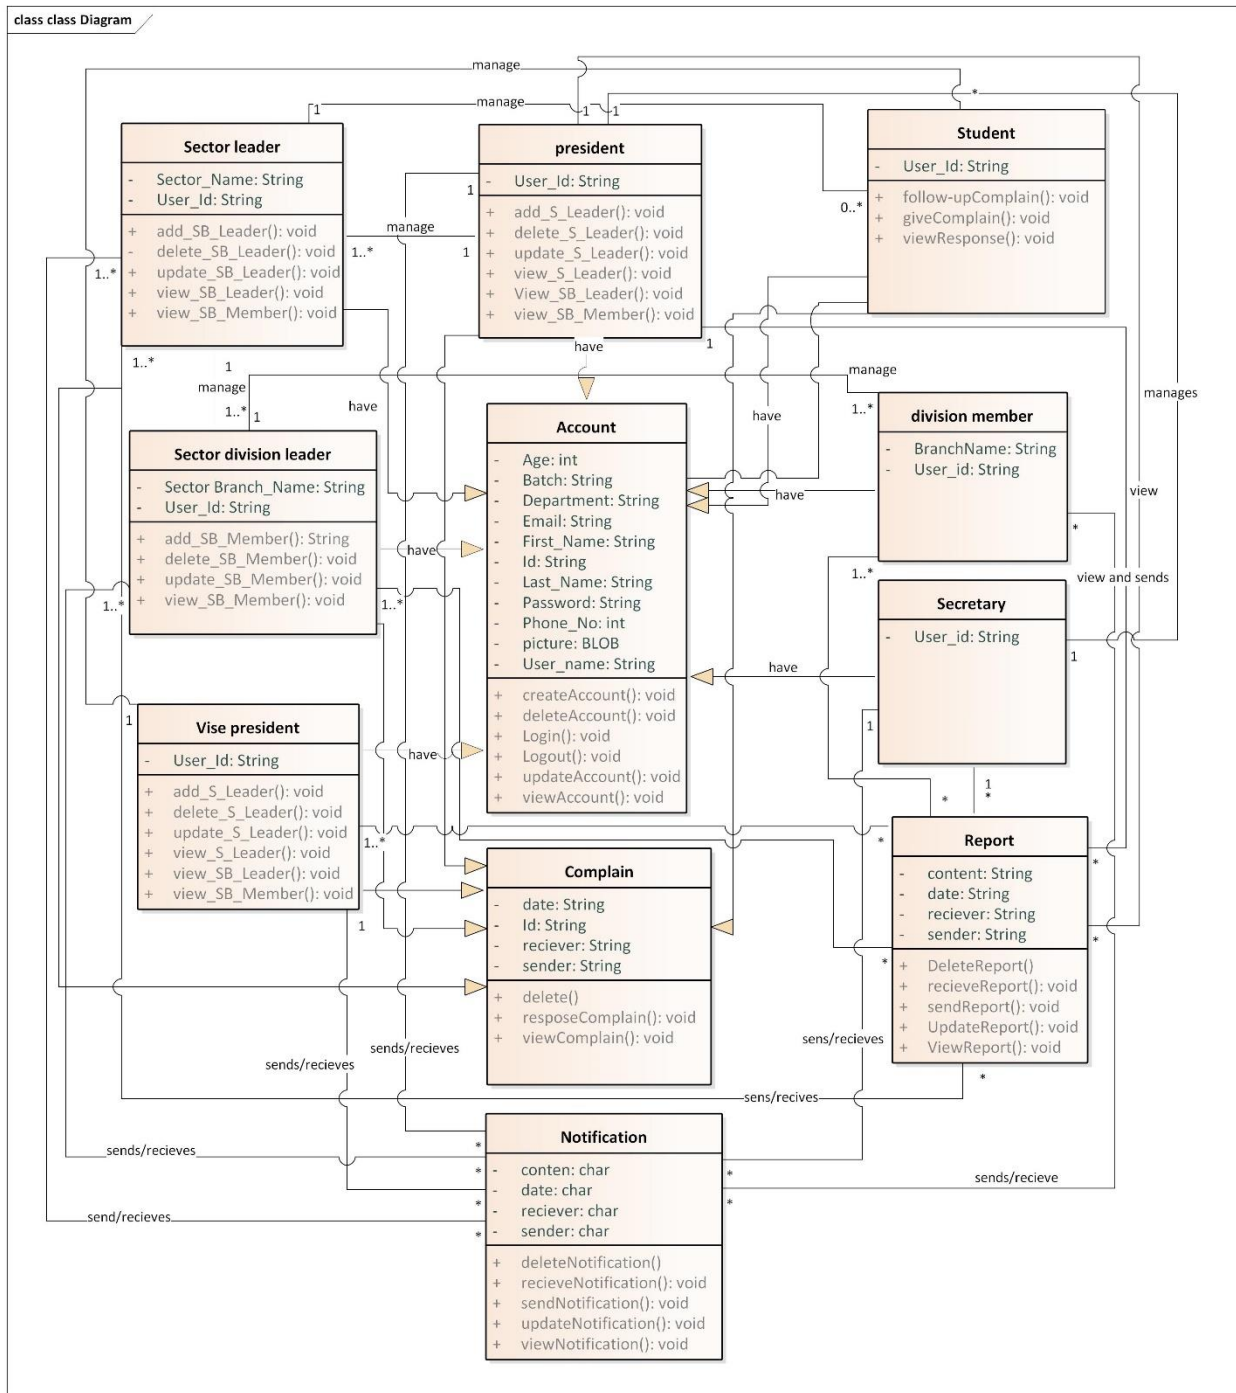 class class Diagram
manage
manage
1
1
1
*
Sector leader
- Sector_Name: String
- User_Id: String
+ add_SB_Leader(): void
- delete_SB_Leader(): void
+ update_SB_Leader(): void
+ view_SB_Leader(): void
+ view_SB_Member(): void
president
- User_Id: String
+ add_S_Leader(): void
+ delete_S_Leader(): void
+ update_S_Leader(): void
+ view_S_Leader(): void
+ View_SB_Leader(): void
+ view_SB_Member(): void
Student
- User_Id: String
+ follow-upComplain(): void
+ giveComplain(): void
+ viewResponse(): void
1
0..*
manage
1..*
1
1..*
1..*
1
have
1
manage
1..*
1
have
manage
1..*
have
manages
view
Sector division leader
- Sector Branch_Name: String
- User_Id: String
+ add_SB_Member(): String
+ delete_SB_Member(): void
+ update_SB_Member(): void
+ view_SB_Member(): void
Account
- Age: int
- Batch: String
- Department: String
- Email: String
- First_Name: String
- Id: String
- Last_Name: String
- Password: String
- Phone_No: int
- picture: BLOB
- User_name: String
+ createAccount(): void
+ deleteAccount(): void
+ Login(): void
+ Logout(): void
+ updateAccount(): void
+ viewAccount(): void
division member
- BranchName: String
- User_id: String
have
have
*
1..*
view and sends
1..*
1..*
Secretary
- User_id: String
1
have
1
1
*
*
Vise president
- User_Id: String
+ add_S_Leader(): void
+ delete_S_Leader(): void
+ update_S_Leader(): void
+ view_S_Leader(): void
+ view_SB_Leader(): void
+ view_SB_Member(): void
1
have
1..*
*
1
Complain
- date: String
- Id: String
- reciever: String
- sender: String
+ delete()
+ resposeComplain(): void
+ viewComplain(): void
Report
- content: String
- date: String
- reciever: String
- sender: String
+ DeleteReport()
+ recieveReport(): void
+ sendReport(): void
+ UpdateReport(): void
+ ViewReport(): void
*
*
*
*
sends/recieves
sends/recieves
sens/recieves
sens/recives
Notification
- conten: char
- date: char
- reciever: char
- sender: char
+ deleteNotification()
+ recieveNotification(): void
+ sendNotification(): void
+ updateNotification(): void
+ viewNotification(): void
sends/recieves
send/recieves
sends/recieve
*
*
*
*
*
*